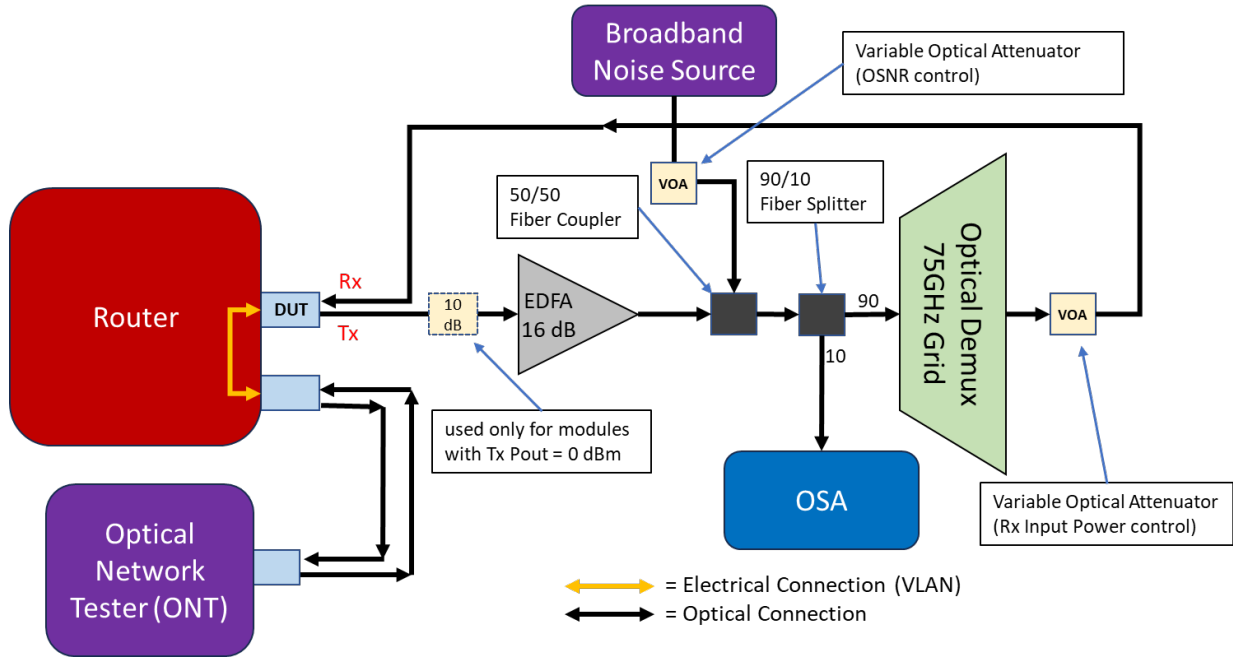 Broadband
Noise Source
Variable Optical Attenuator
(OSNR control)
VOA
50/50
Fiber Coupler
90/10
Fiber Splitter
Router
DUT
Rx
Tx
10
dB
EDFA
16 dB
90
10
Optical Demux
75GHz Grid
VOA
used only for modules
with Tx Pout = 0 dBm
OSA
Variable Optical Attenuator
(Rx Input Power control)
Optical
Network
Tester (ONT)
= Electrical Connection (VLAN)
= Optical Connection